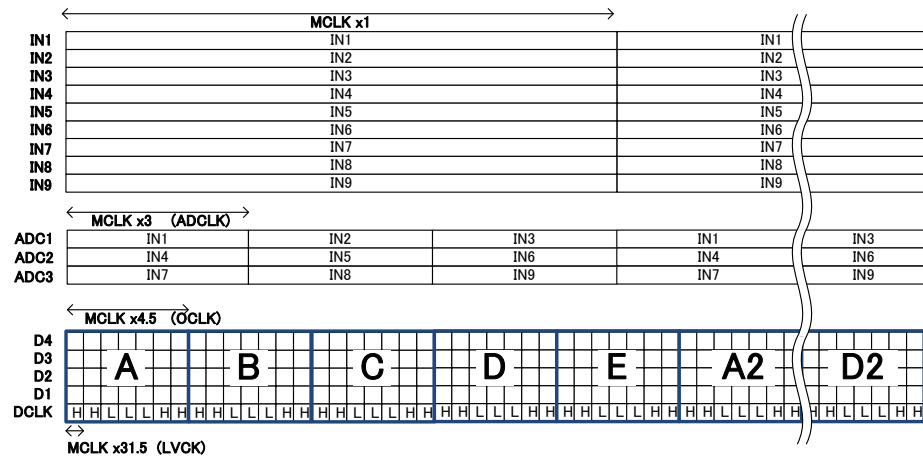 MCLK x1
IN1 IN1 IN1
IN2 IN2 IN2
IN3 IN3 IN3
IN4 IN4 IN4
IN5 IN5 IN5
IN6 IN6 IN6
IN7 IN7 IN7
IN8 IN8 IN8
IN9 IN9 IN9
MCLK x3 (ADCLK)
ADC1 IN1 IN2 IN3 IN1 IN3
ADC2 IN4 IN5 IN6 IN4 IN6
ADC3 IN7 IN8 IN9 IN7 IN9
MCLK x4.5 (OCLK)
D4
D3
D2
D1
A B C D E A2 D2
DCLK H H L L L H H H H L L L H H H H L L L H H H H L L L H H H H L L L H H H H L L L H H H H L L L H H
MCLK x31.5 (LVCK)